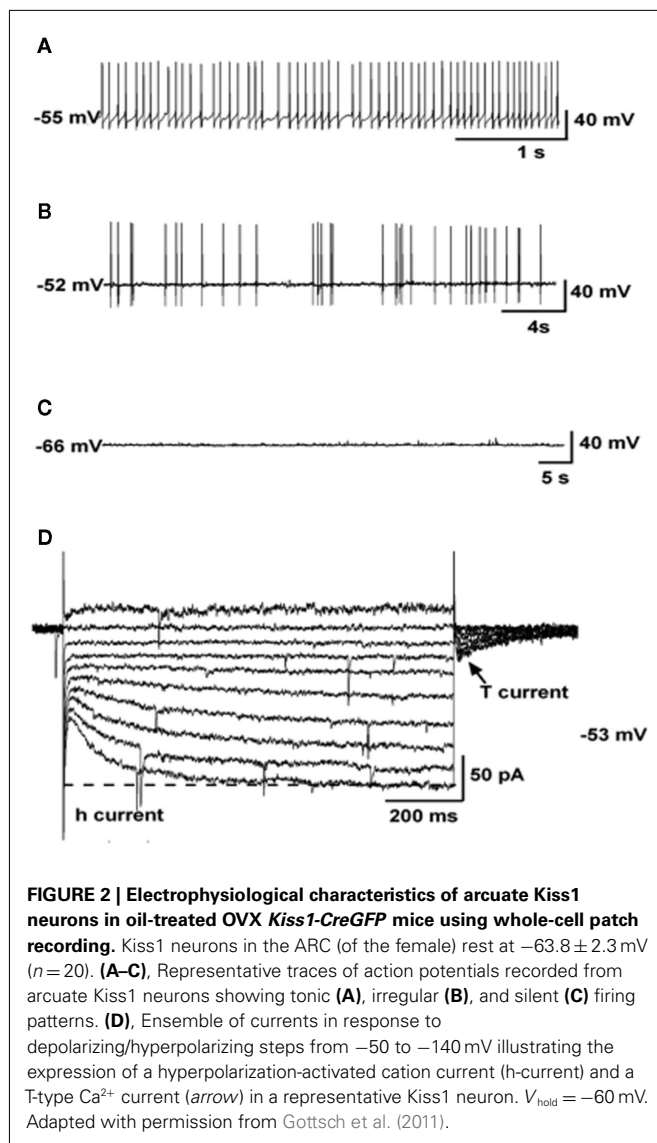 A
-55 mV
40 mV
1 s
B
-52 mV
40 mV
4s
C
-66 mV
40 mV
5 s
D
T current
-53 mV
50 pA
h current
200 ms
FIGURE 2 | Electrophysiological characteristics of arcuate Kiss1
neurons in oil-treated OVX Kiss1-CreGFP mice using whole-cell patch
recording. Kiss1 neurons in the ARC (of the female) rest at −63.8 ± 2.3 mV
(n = 20). (A–C), Representative traces of action potentials recorded from
arcuate Kiss1 neurons showing tonic (A), irregular (B), and silent (C) firing
patterns. (D), Ensemble of currents in response to
depolarizing/hyperpolarizing steps from −50 to −140 mV illustrating the
expression of a hyperpolarization-activated cation current (h-current) and a
T-type Ca²⁺ current (arrow) in a representative Kiss1 neuron. Vhold = −60 mV.
Adapted with permission from Gottsch et al. (2011).